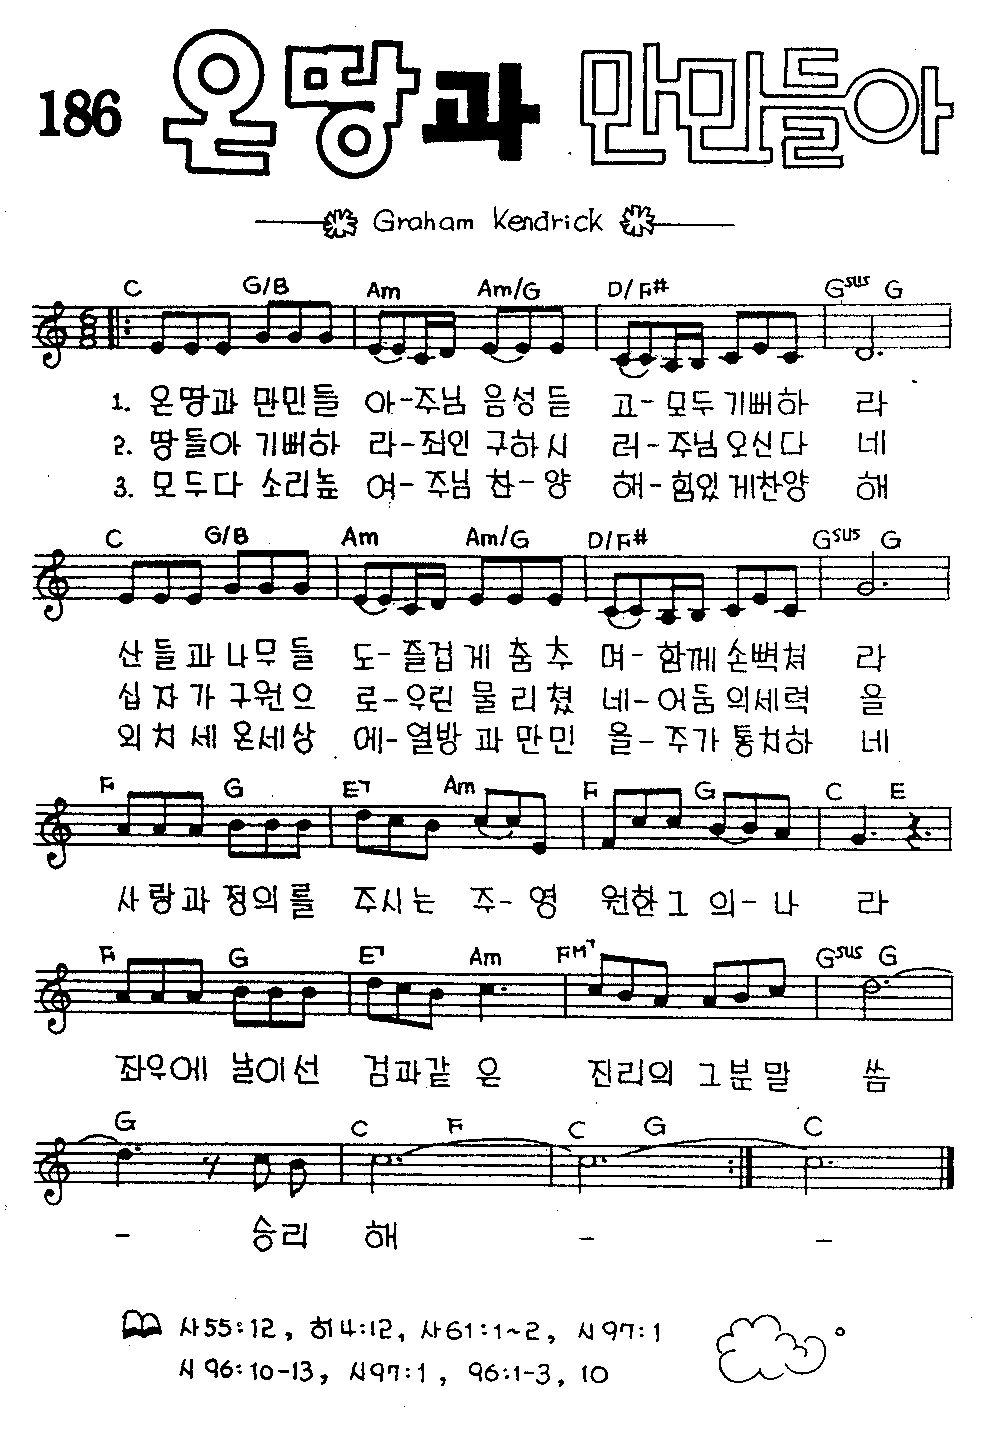 186 온땅과 만민들아
Graham Kendrick
C G/B Am Am/G D/F# Gsus G
1. 온땅과 만민들 아-주님 음성듣 고-모두기뻐하 라
2. 땅들아 기뻐하 라-죄인 구하시 러-주님오신다 네
3. 모두다 소리높 여-주님 찬-양 해-힘있게찬양 해
C G/B Am Am/G D/F# Gsus G
산들과나무들 도-즐겁게춤추 며-함께손뼉쳐 라
십자가구원으 로-우린물리쳤 네-어둠의세력 을
외치세온세상 에-열방과만민 을-주가통치하 네
F G E7 Am F G C E
사랑과정의를 주시는 주-영 원한그의-나 라
F G E7 Am FM7 Gsus G
좌우에 날이선 검과같은 진리의 그분말 씀
G C F C G C
- 승리 해 - -
사55:12, 히4:12, 사61:1~2, 시97:1
시96:10-13, 시97:1, 96:1-3, 10